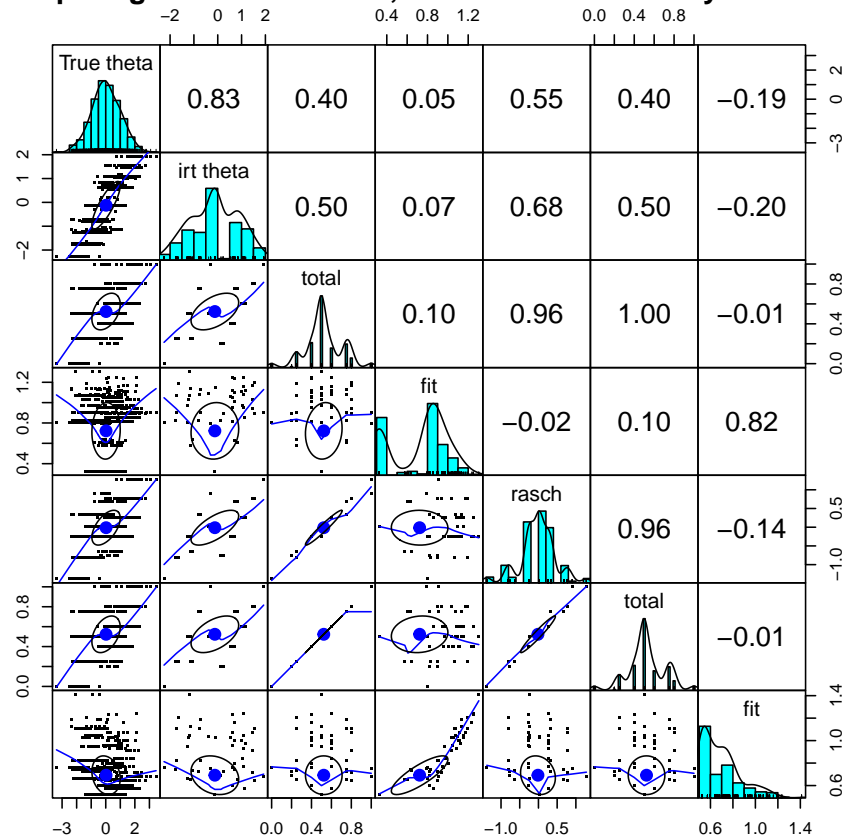 −2 0 1 2 0.4 0.8 1.2 0.0 0.4 0.8
True theta 0.83 0.40 0.05 0.55 0.40 −0.19
−3 0 2
−2 0 1 2
irt theta 0.50 0.07 0.68 0.50 −0.20
total 0.10 0.96 1.00 −0.01
0.0 0.4 0.8
0.4 0.8 1.2
fit −0.02 0.10 0.82
rasch 0.96 −0.14
−1.0 0.5
0.0 0.4 0.8
total −0.01
fit
0.6 1.0 1.4
−3 0 2 0.0 0.4 0.8 −1.0 0.5 0.6 1.0 1.4